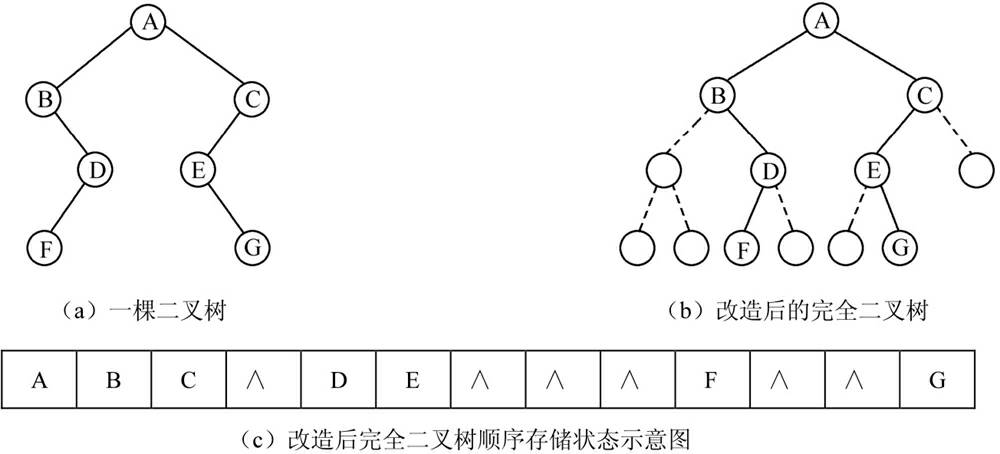 A A
B C B C
D E D E
F G F G
（a）一棵二叉树 （b）改造后的完全二叉树
A B C ∧ D E ∧ ∧ ∧ F ∧ ∧ G
（c）改造后完全二叉树顺序存储状态示意图